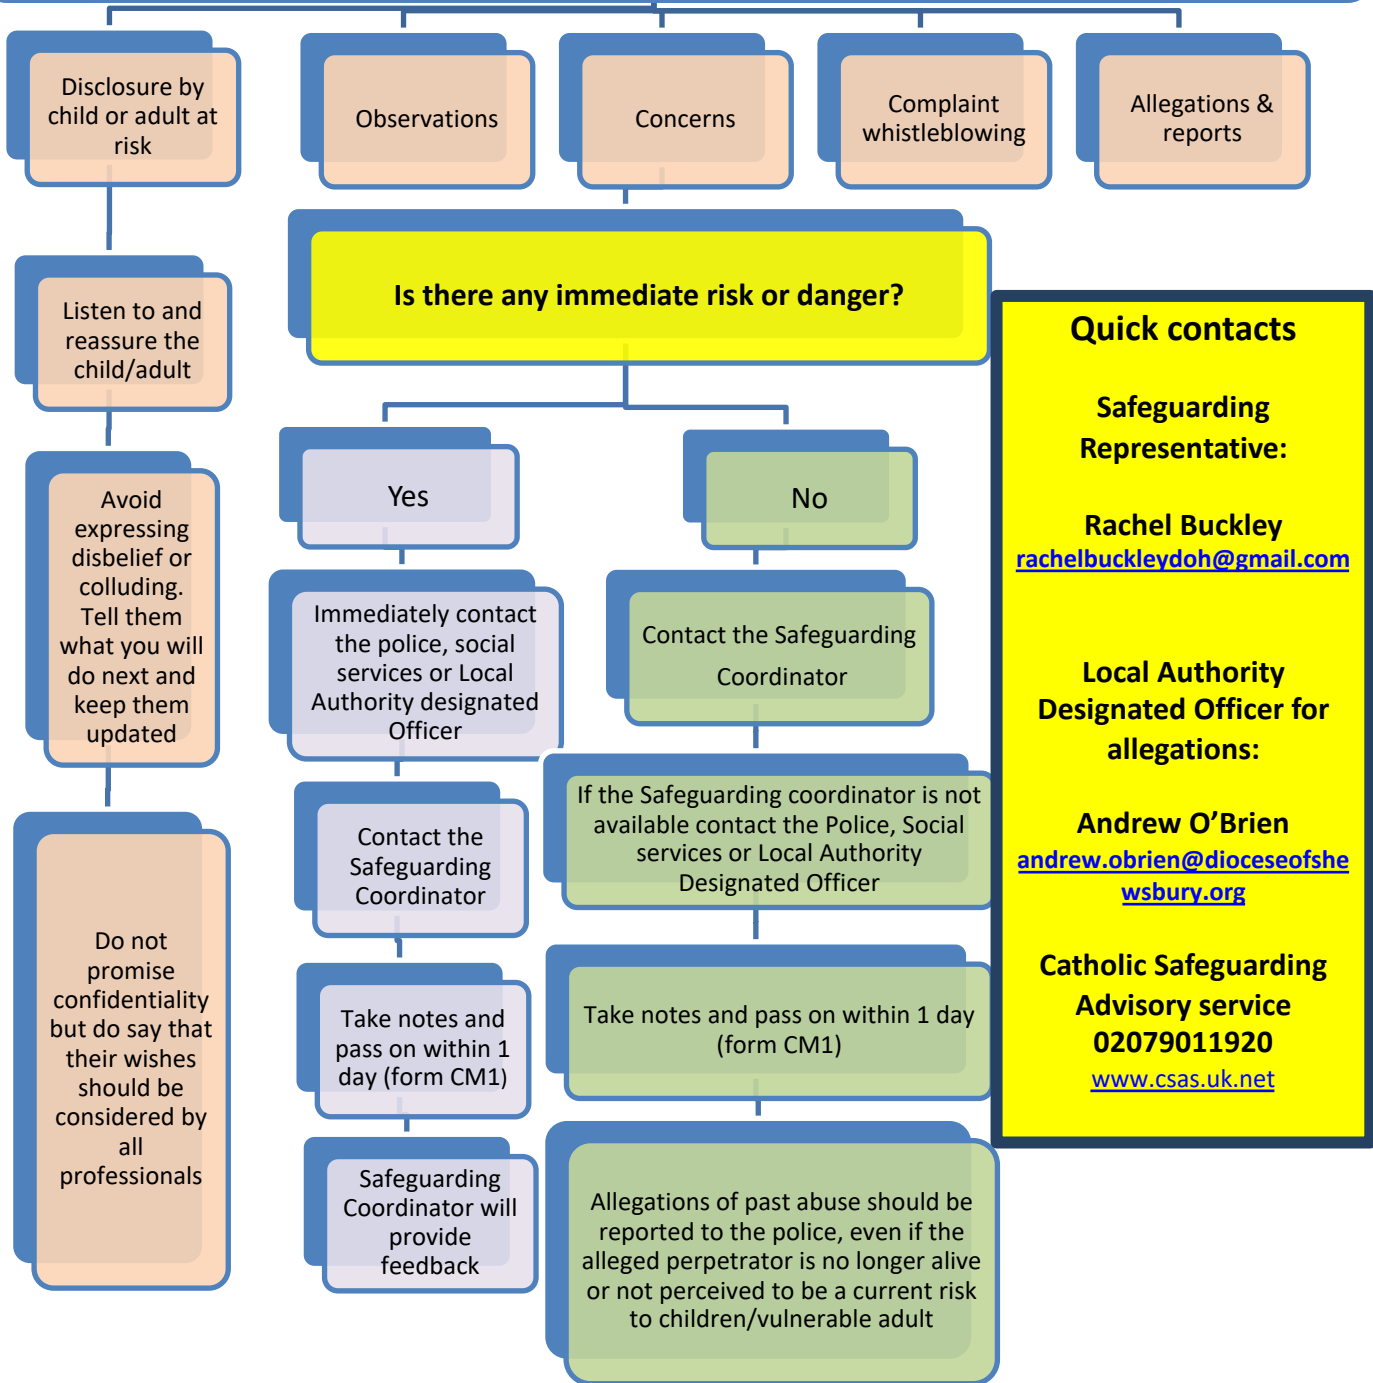 Disclosure by
child or adult at
risk
Observations
Concerns
Complaint
whistleblowing
Allegations &
reports
Listen to and
reassure the
child/adult
Avoid
expressing
disbelief or
colluding.
Tell them
what you will
do next and
keep them
updated
Do not
promise
confidentiality
but do say that
their wishes
should be
considered by
all
professionals
Is there any immediate risk or danger?
Yes
Immediately contact
the police, social
services or Local
Authority designated
Officer
Contact the
Safeguarding
Coordinator
Take notes and
pass on within 1
day (form CM1)
Safeguarding
Coordinator will
provide
feedback
No
Contact the Safeguarding
Coordinator
If the Safeguarding coordinator is not
available contact the Police, Social
services or Local Authority
Designated Officer
Take notes and pass on within 1 day
(form CM1)
Allegations of past abuse should be
reported to the police, even if the
alleged perpetrator is no longer alive
or not perceived to be a current risk
to children/vulnerable adult
Quick contacts
Safeguarding
Representative:
Rachel Buckley
rachelbuckleydoh@gmail.com
Local Authority
Designated Officer for
allegations:
Andrew O’Brien
andrew.obrien@dioceseofshe
wsbury.org
Catholic Safeguarding
Advisory service
02079011920
www.csas.uk.net